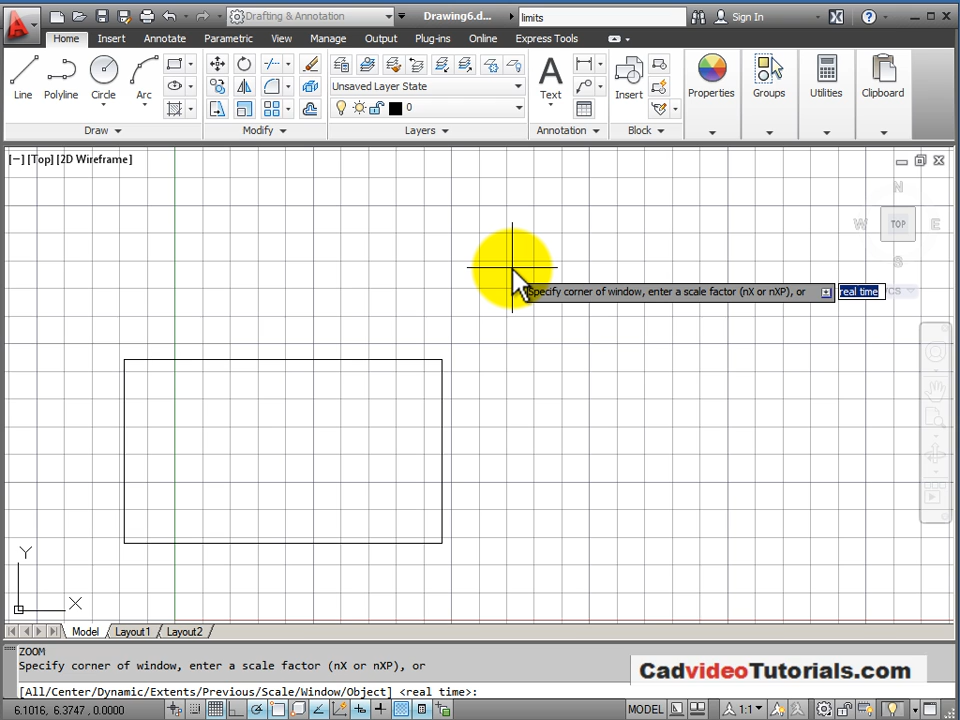 Drafting & Annotation
Drawing6.d...
limits
Sign In
Home
Insert
Annotate
Parametric
View
Manage
Output
Plug-ins
Online
Express Tools
Line
Polyline
Circle
Arc
Unsaved Layer State
0
Text
Insert
Properties
Groups
Utilities
Clipboard
Draw
Modify
Layers
Annotation
Block
[−] [Top] [2D Wireframe]
N
W
TOP
E
S
Specify corner of window, enter a scale factor (nX or nXP), or
real time
Y
X
Model
Layout1
Layout2
ZOOM
Specify corner of window, enter a scale factor (nX or nXP), or
[All/Center/Dynamic/Extents/Previous/Scale/Window/Object] <real time>:
CadvideoTutorials.com
6.1016, 6.3747 , 0.0000
MODEL
1:1